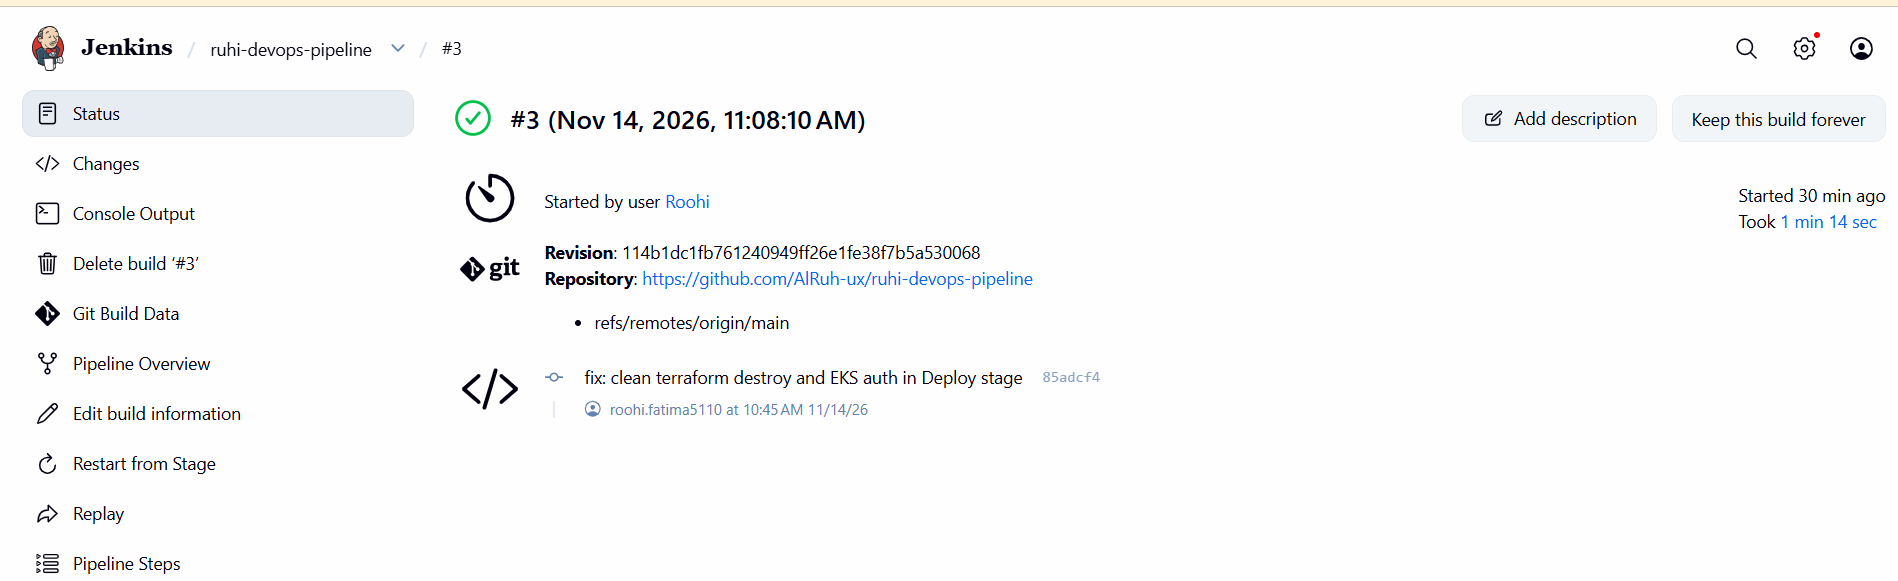 Jenkins / ruhi-devops-pipeline / #3
Status
Changes
Console Output
Delete build ‘#3’
Git Build Data
Pipeline Overview
Edit build information
Restart from Stage
Replay
Pipeline Steps
#3 (Nov 14, 2026, 11:08:10 AM)
Add description
Keep this build forever
Started by user Roohi
Started 30 min ago
Took 1 min 14 sec
git
Revision: 114b1dc1fb761240949ff26e1fe38f7b5a530068
Repository: https://github.com/AlRuh-ux/ruhi-devops-pipeline
refs/remotes/origin/main
fix: clean terraform destroy and EKS auth in Deploy stage 85adcf4
roohi.fatima5110 at 10:45 AM 11/14/26